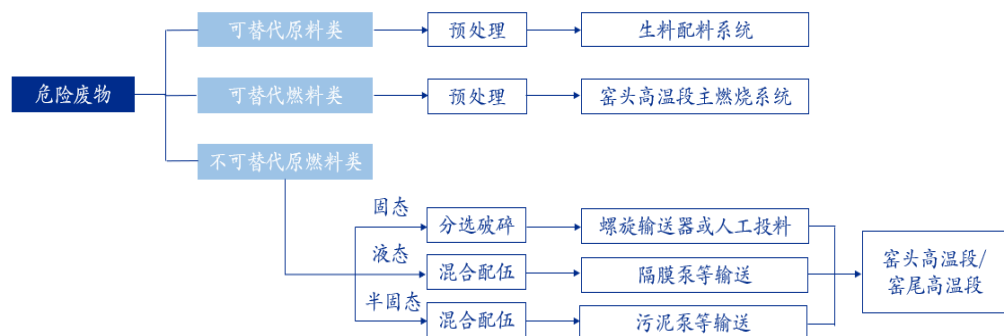 可替代原料类
预处理
生料配料系统
危险废物
可替代燃料类
预处理
窑头高温段主燃烧系统
不可替代原燃料类
固态
分选破碎
螺旋输送器或人工投料
液态
混合配伍
隔膜泵等输送
窑头高温段/
窑尾高温段
半固态
混合配伍
污泥泵等输送